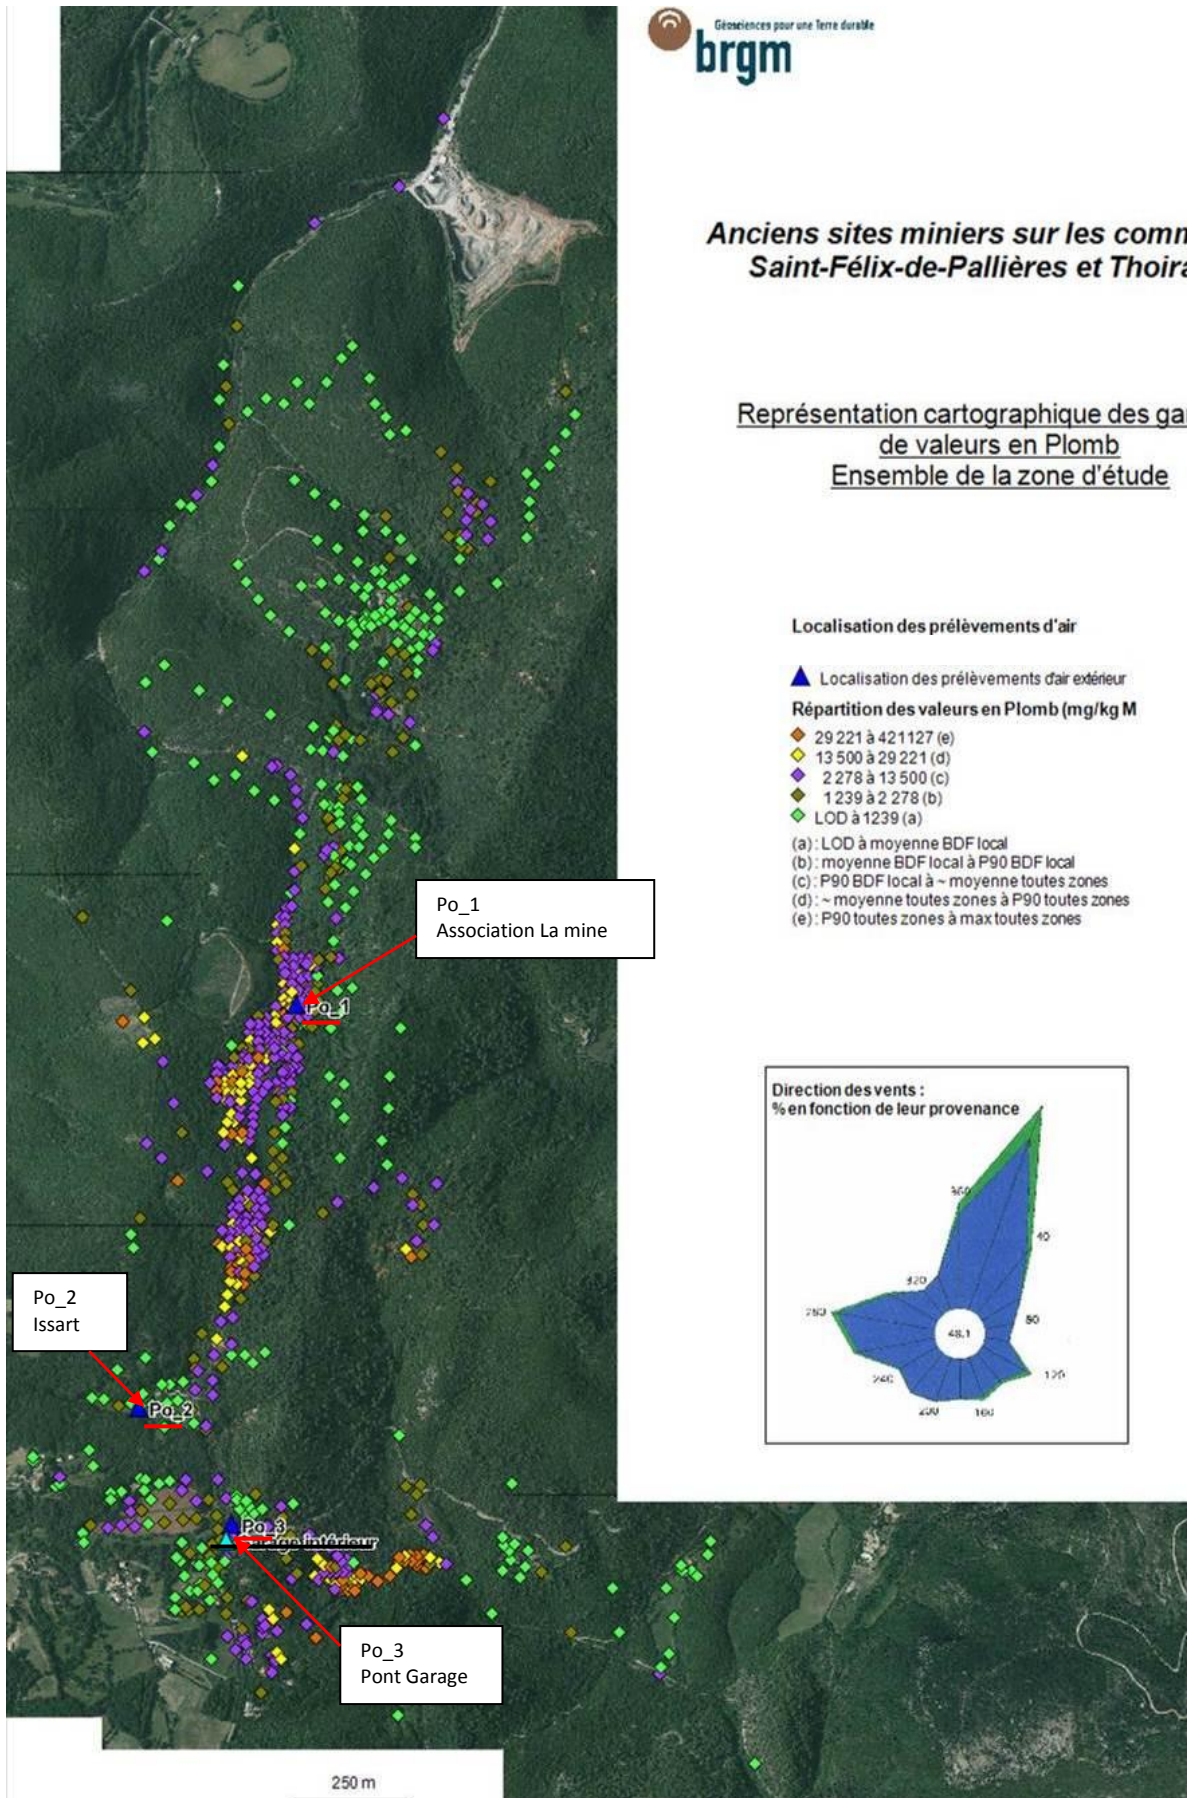 Géosciences pour une Terre durable
brgm
Anciens sites miniers sur les comm
Saint-Félix-de-Pallières et Thoira
Représentation cartographique des ga
de valeurs en Plomb
Ensemble de la zone d'étude
Localisation des prélèvements d'air
Localisation des prélèvements d'air extérieur
Répartition des valeurs en Plomb (mg/kg M
29 221 à 421127 (e)
13 500 à 29 221 (d)
2 278 à 13 500 (c)
1 239 à 2 278 (b)
LOD à 1239 (a)
(a) : LOD à moyenne BDF local
(b) : moyenne BDF local à P90 BDF local
(c) : P90 BDF local à ~ moyenne toutes zones
(d) : ~ moyenne toutes zones à P90 toutes zones
(e) : P90 toutes zones à max toutes zones
Po_1
Association La mine
Po_1
Direction des vents :
% en fonction de leur provenance
360
40
320
280
80
48.1
120
240
200
160
Po_2
Issart
Po_2
Po_3
intérieur
Po_3
Pont Garage
250 m